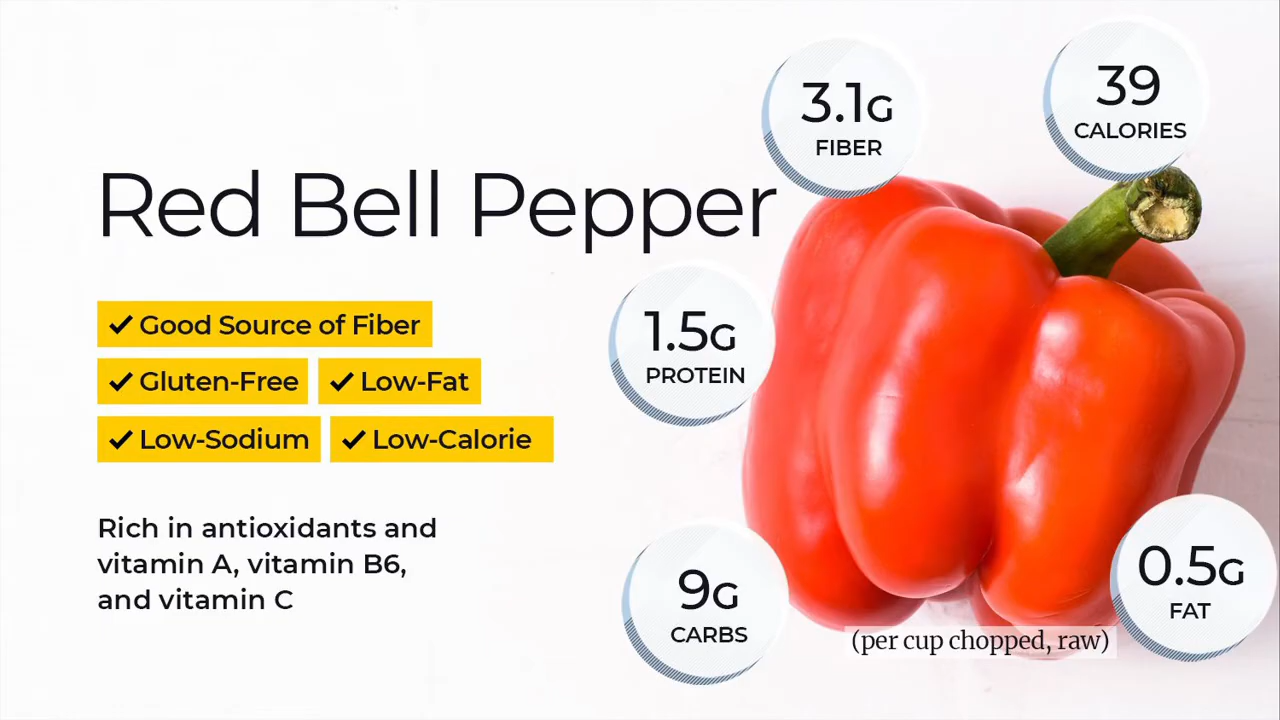 Red Bell Pepper
✓ Good Source of Fiber
✓ Gluten-Free ✓ Low-Fat
✓ Low-Sodium ✓ Low-Calorie
Rich in antioxidants and
vitamin A, vitamin B6,
and vitamin C
3.1G
FIBER
39
CALORIES
1.5G
PROTEIN
9G
CARBS
0.5G
FAT
(per cup chopped, raw)